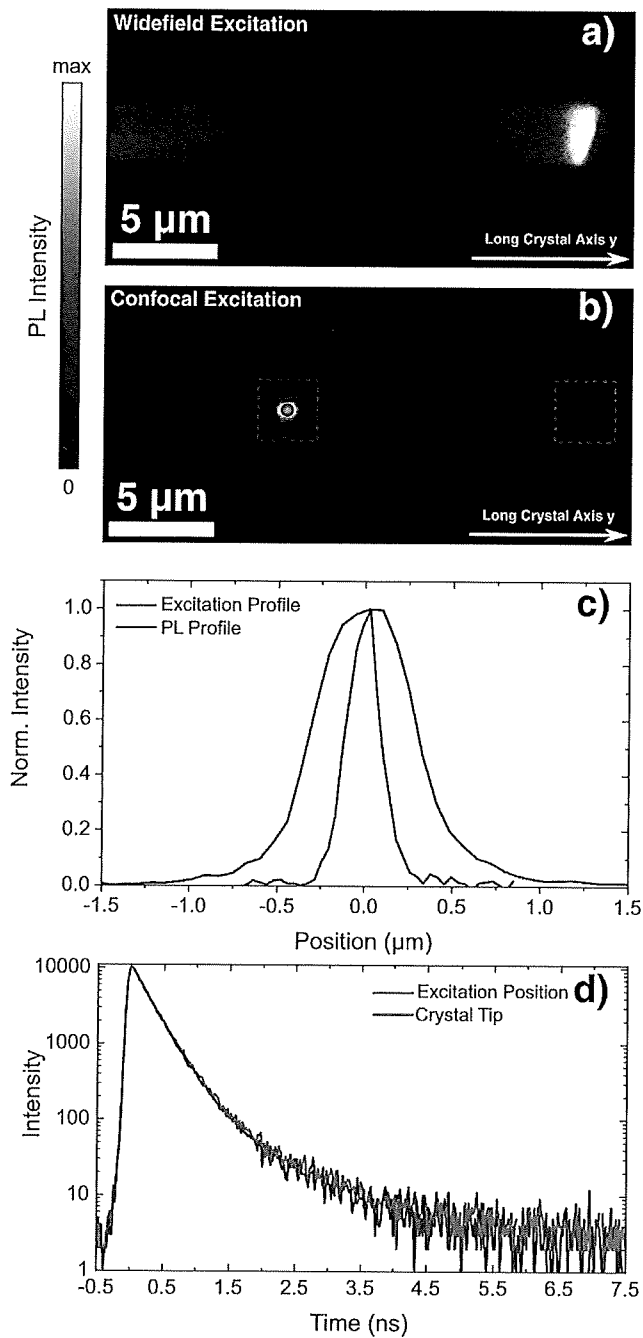 Widefield Excitation
a)
max
5 µm
Long Crystal Axis y
PL Intensity
Confocal Excitation
b)
0
5 µm
Long Crystal Axis y
c)
Excitation Profile
PL Profile
Norm. Intensity
1.0
0.8
0.6
0.4
0.2
0.0
-1.5 -1.0 -0.5 0.0 0.5 1.0 1.5
Position (µm)
d)
Excitation Position
Crystal Tip
Intensity
10000
1000
100
10
1
-0.5 0.5 1.5 2.5 3.5 4.5 5.5 6.5 7.5
Time (ns)